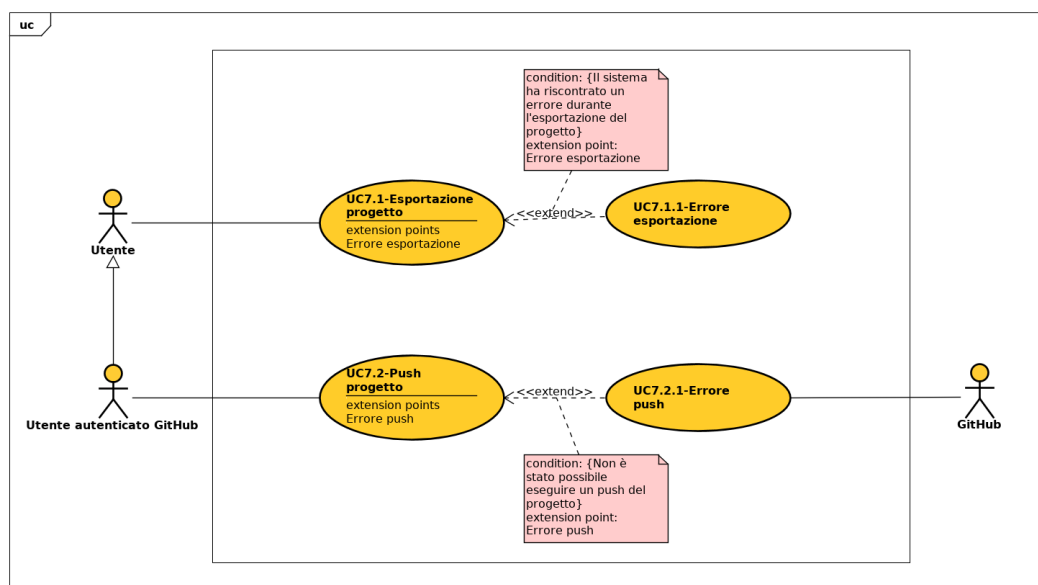 uc
condition: {Il sistema
ha riscontrato un
errore durante
l'esportazione del
progetto}
extension point:
Errore esportazione
UC7.1-Esportazione
progetto
extension points
Errore esportazione
<<extend>>
UC7.1.1-Errore
esportazione
Utente
UC7.2-Push
progetto
extension points
Errore push
<<extend>>
UC7.2.1-Errore
push
Utente autenticato GitHub
GitHub
condition: {Non è
stato possibile
eseguire un push del
progetto}
extension point:
Errore push